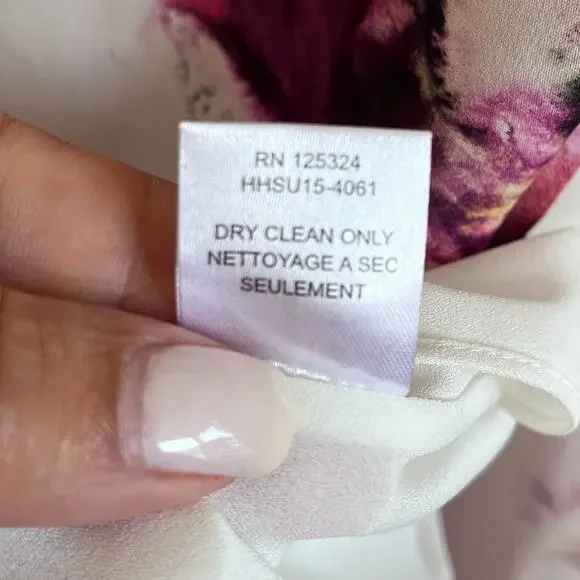 RN 125324
HHSU15-4061
DRY CLEAN ONLY
NETTOYAGE A SEC
SEULEMENT